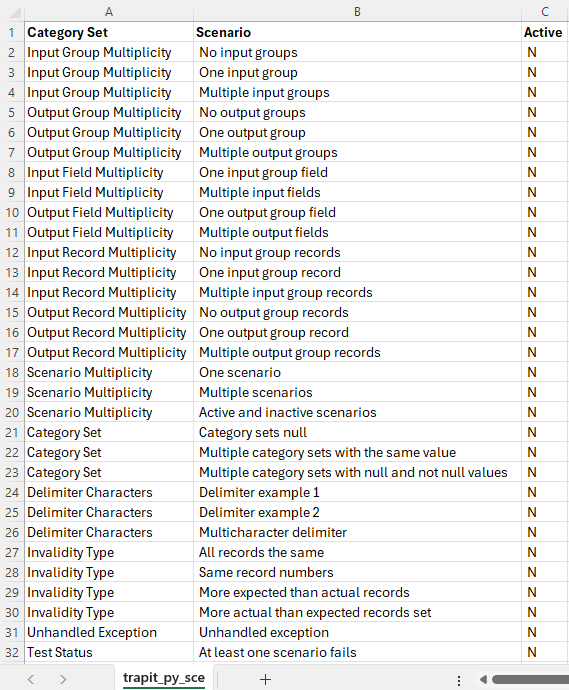 A B C
1 Category Set Scenario Active
2 Input Group Multiplicity No input groups N
3 Input Group Multiplicity One input group N
4 Input Group Multiplicity Multiple input groups N
5 Output Group Multiplicity No output groups N
6 Output Group Multiplicity One output group N
7 Output Group Multiplicity Multiple output groups N
8 Input Field Multiplicity One input group field N
9 Input Field Multiplicity Multiple input fields N
10 Output Field Multiplicity One output group field N
11 Output Field Multiplicity Multiple output fields N
12 Input Record Multiplicity No input group records N
13 Input Record Multiplicity One input group record N
14 Input Record Multiplicity Multiple input group records N
15 Output Record Multiplicity No output group records N
16 Output Record Multiplicity One output group record N
17 Output Record Multiplicity Multiple output group records N
18 Scenario Multiplicity One scenario N
19 Scenario Multiplicity Multiple scenarios N
20 Scenario Multiplicity Active and inactive scenarios N
21 Category Set Category sets null N
22 Category Set Multiple category sets with the same value N
23 Category Set Multiple category sets with null and not null values N
24 Delimiter Characters Delimiter example 1 N
25 Delimiter Characters Delimiter example 2 N
26 Delimiter Characters Multicharacter delimiter N
27 Invalidity Type All records the same N
28 Invalidity Type Same record numbers N
29 Invalidity Type More expected than actual records N
30 Invalidity Type More actual than expected records set N
31 Unhandled Exception Unhandled exception N
32 Test Status At least one scenario fails N
trapit_py_sce